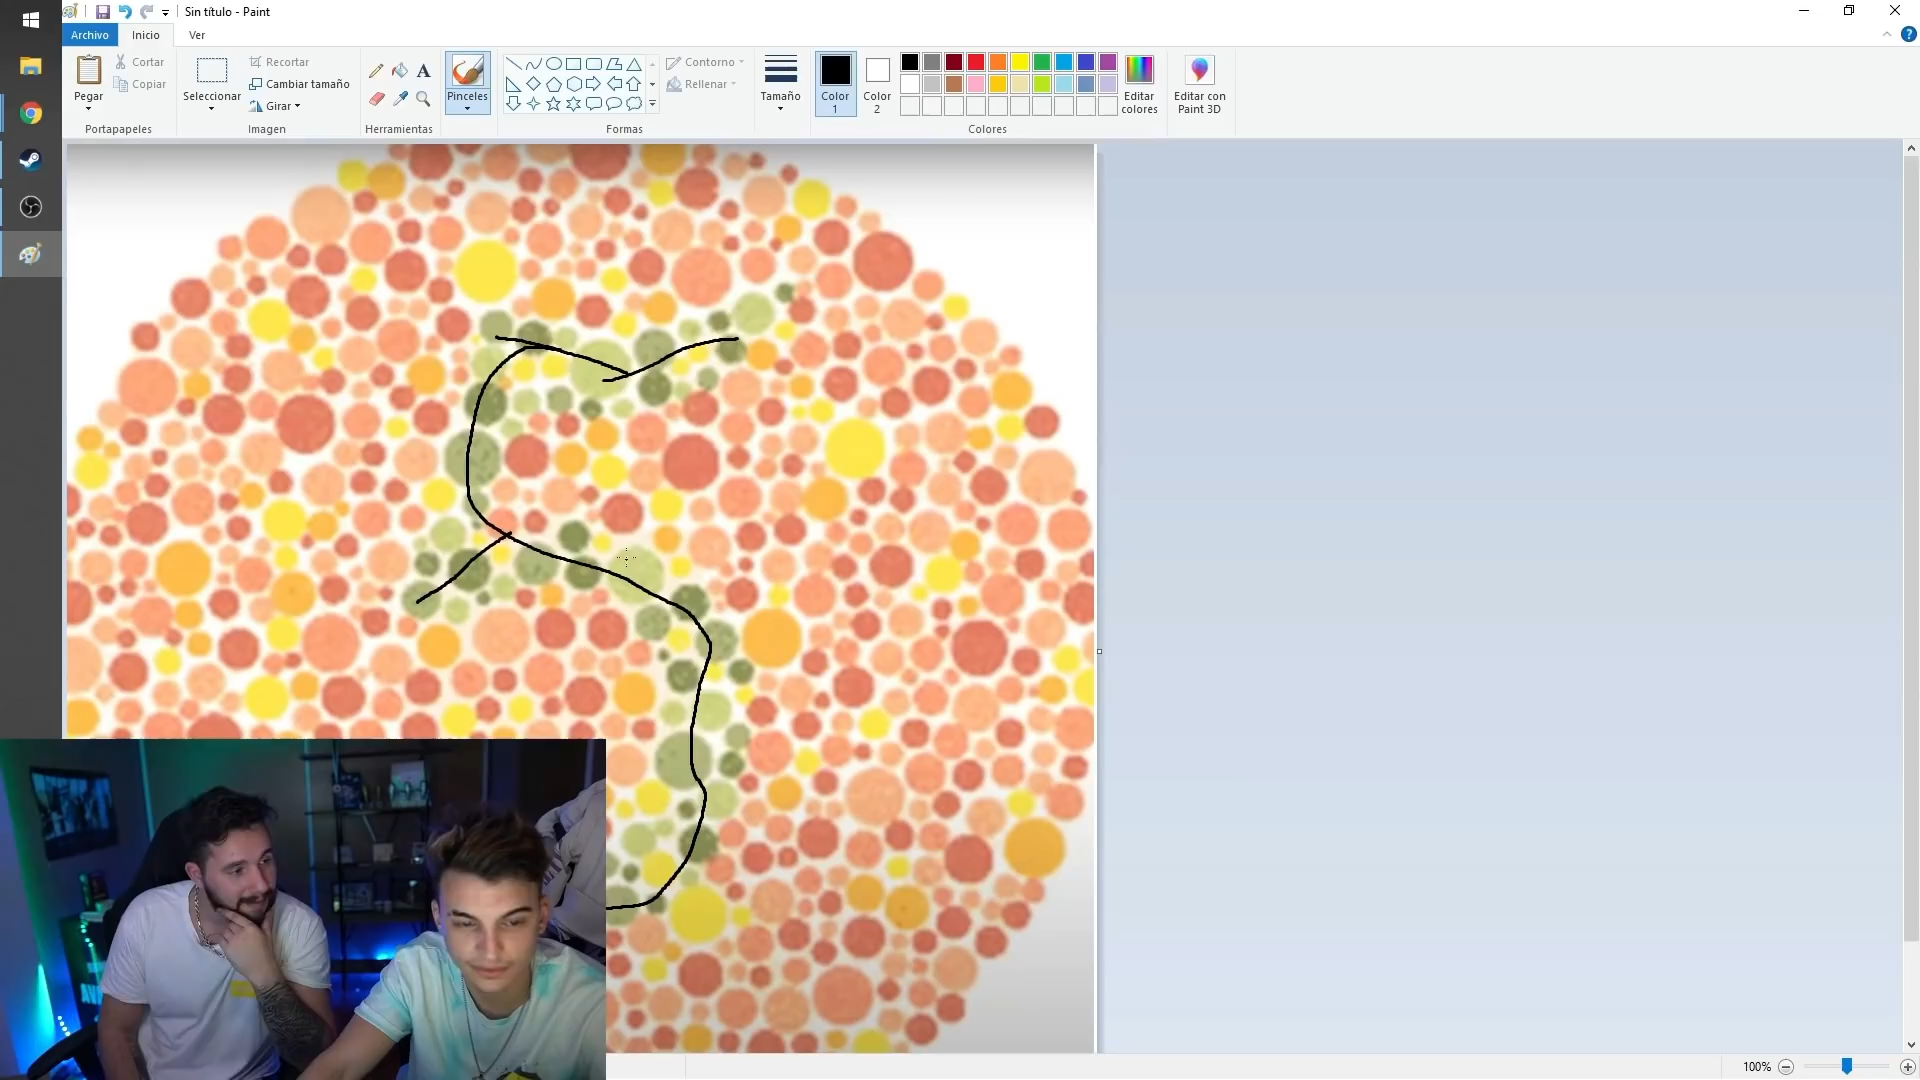 Sin título - Paint
Archivo Inicio Ver
Pegar
Cortar
Copiar
Portapapeles
Seleccionar
Recortar
Cambiar tamaño
Girar
Imagen
A
Herramientas
Pinceles
Contorno
Rellenar
Formas
Tamaño
Color 1
Color 2
Editar colores
Colores
Editar con Paint 3D
100%